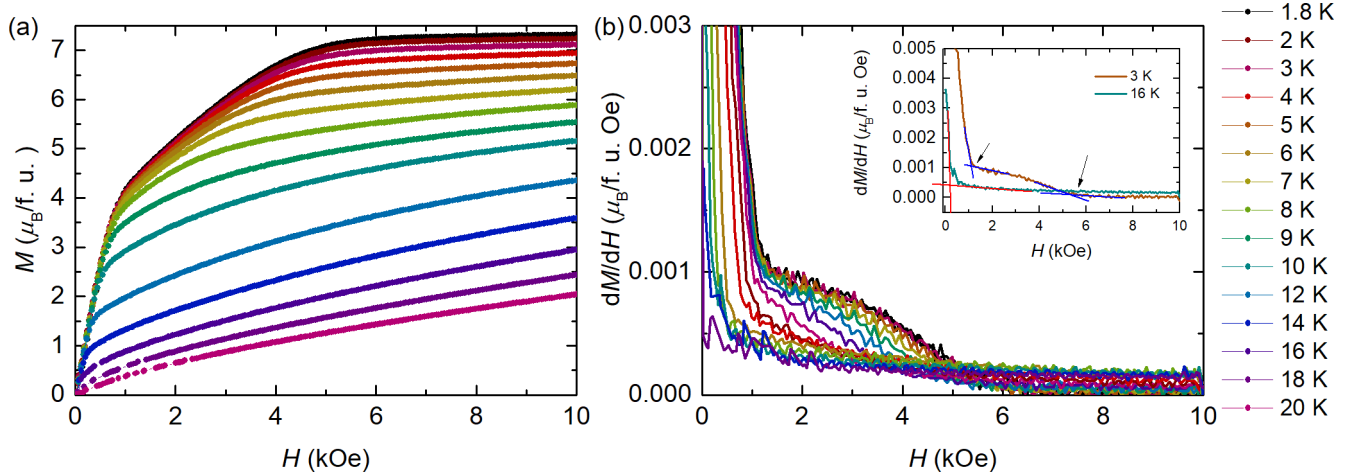 (a)
7
6
5
4
3
2
1
0
M (μB/f. u.)
0 2 4 6 8 10
H (kOe)
(b)
0.003
0.002
0.001
0.000
dM/dH (μB/f. u. Oe)
0 2 4 6 8 10
H (kOe)
0.005
0.004
0.003
0.002
0.001
0.000
dM/dH (μB/f. u. Oe)
3 K
16 K
0 2 4 6 8 10
H (kOe)
1.8 K
2 K
3 K
4 K
5 K
6 K
7 K
8 K
9 K
10 K
12 K
14 K
16 K
18 K
20 K